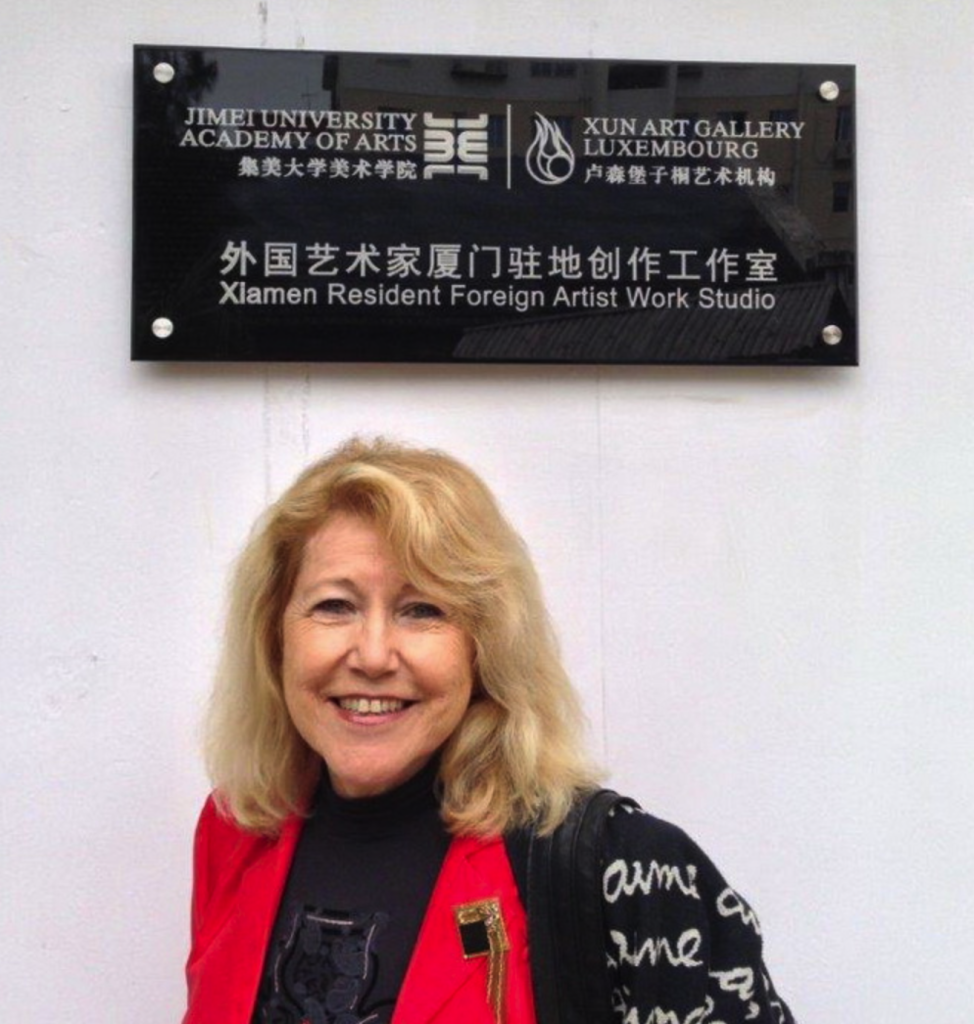 JIMEI UNIVERSITY
ACADEMY OF ARTS
集美大学美术学院
XUN ART GALLERY
LUXEMBOURG
卢森堡子桐艺术机构
外国艺术家厦门驻地创作工作室
Xiamen Resident Foreign Artist Work Studio
aime